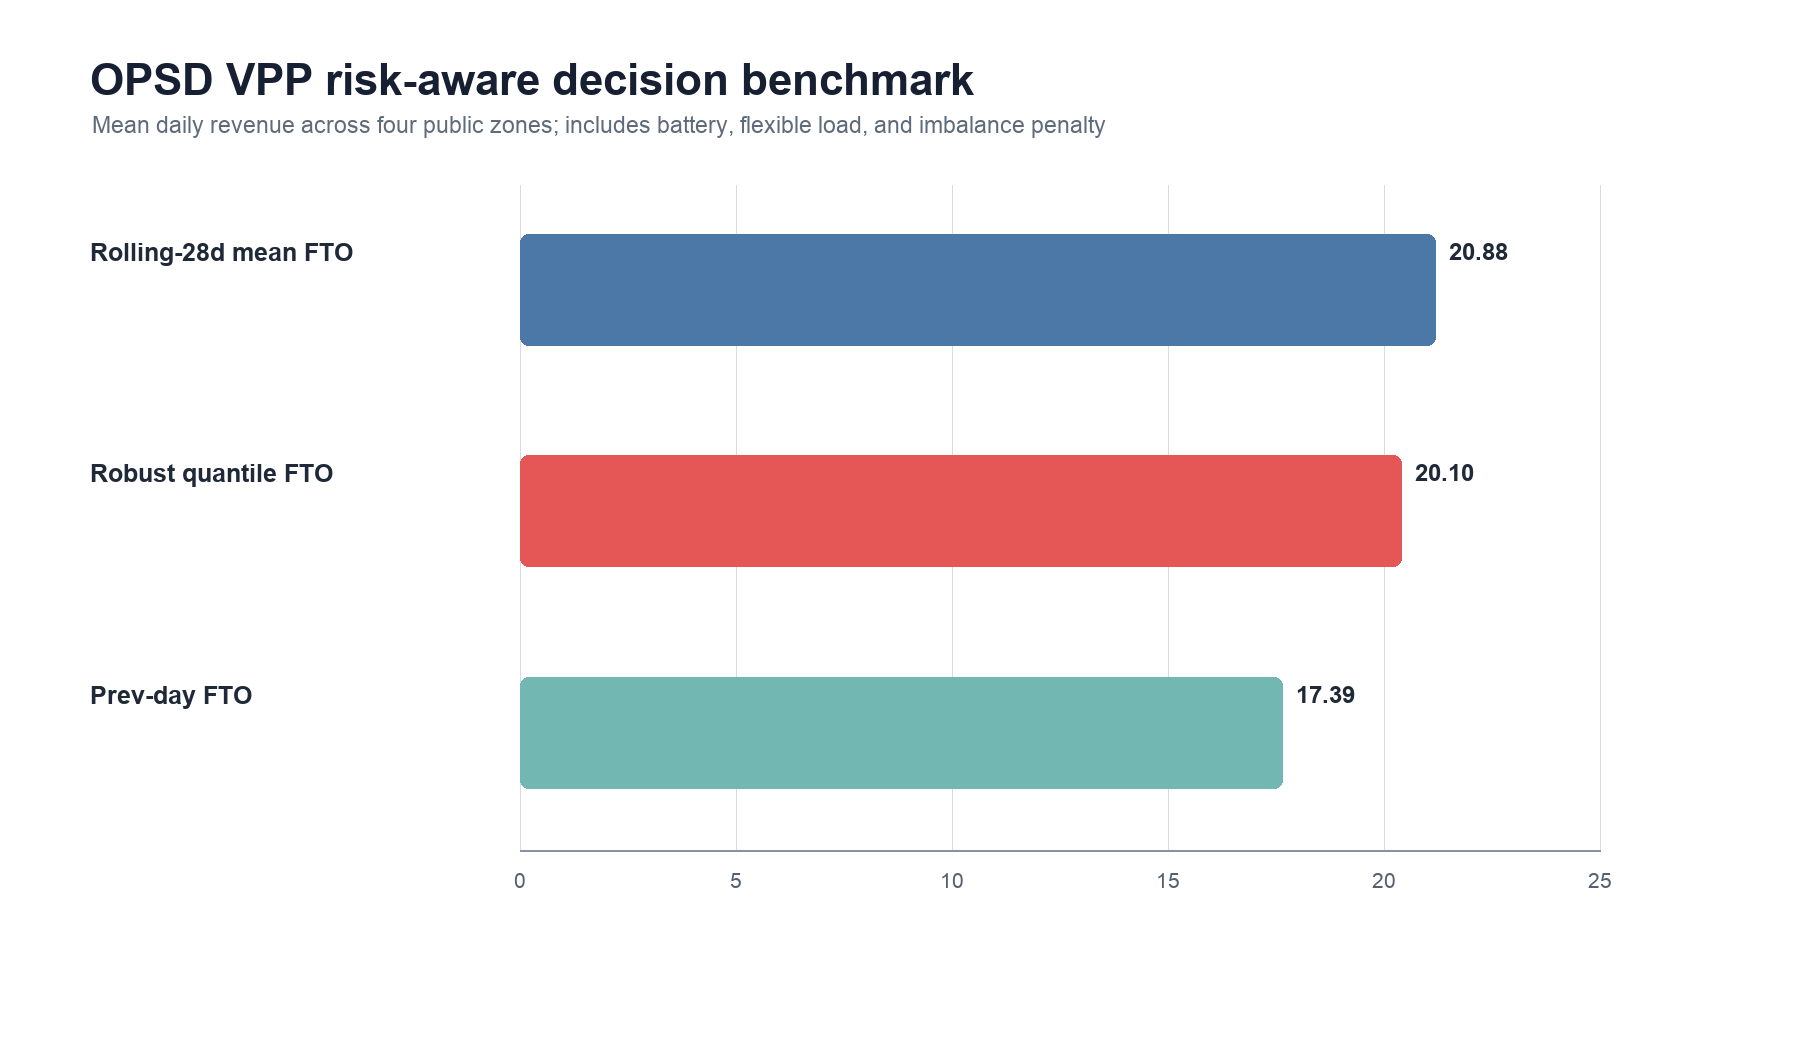 OPSD VPP risk-aware decision benchmark
Mean daily revenue across four public zones; includes battery, flexible load, and imbalance penalty
Rolling-28d mean FTO
20.88
Robust quantile FTO
20.10
Prev-day FTO
17.39
0 5 10 15 20 25